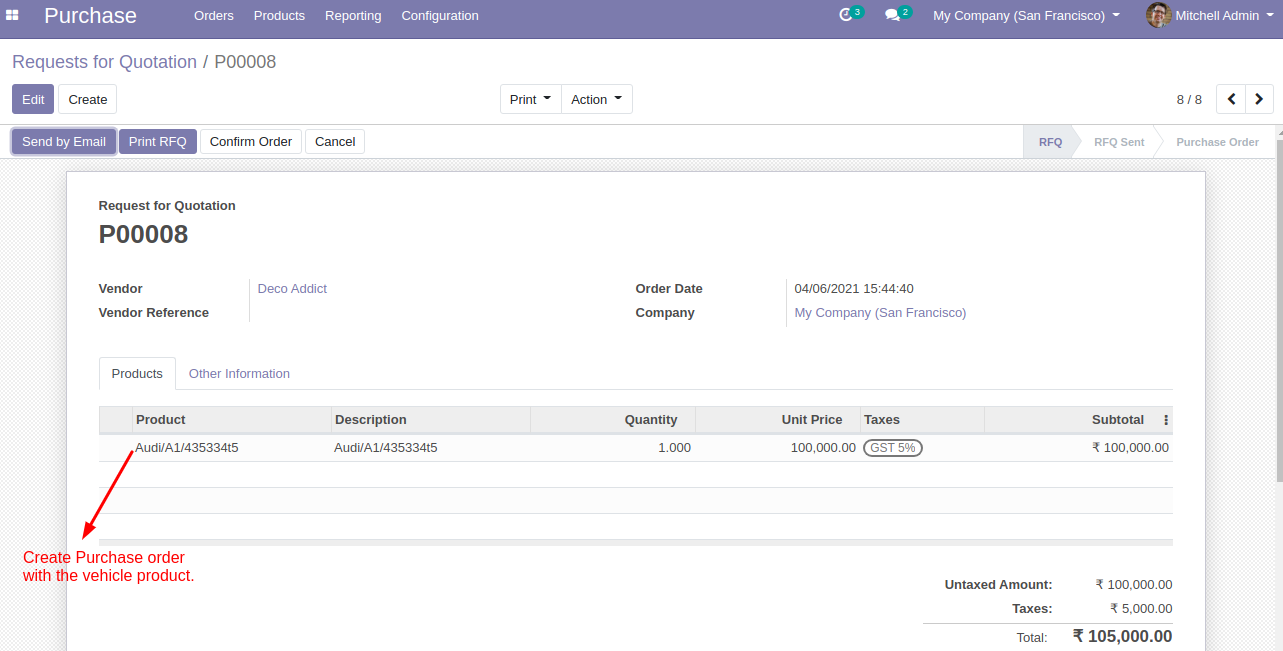 Purchase Orders Products Reporting Configuration 3 2 My Company (San Francisco) Mitchell Admin
Requests for Quotation / P00008
Edit Create Print Action 8 / 8
Send by Email Print RFQ Confirm Order Cancel RFQ RFQ Sent Purchase Order
Request for Quotation
P00008
Vendor Deco Addict Order Date 04/06/2021 15:44:40
Vendor Reference Company My Company (San Francisco)
Products Other Information
Product Description Quantity Unit Price Taxes Subtotal
Audi/A1/435334t5 Audi/A1/435334t5 1.000 100,000.00 GST 5% ₹ 100,000.00
Create Purchase order
with the vehicle product.
Untaxed Amount: ₹ 100,000.00
Taxes: ₹ 5,000.00
Total: ₹ 105,000.00